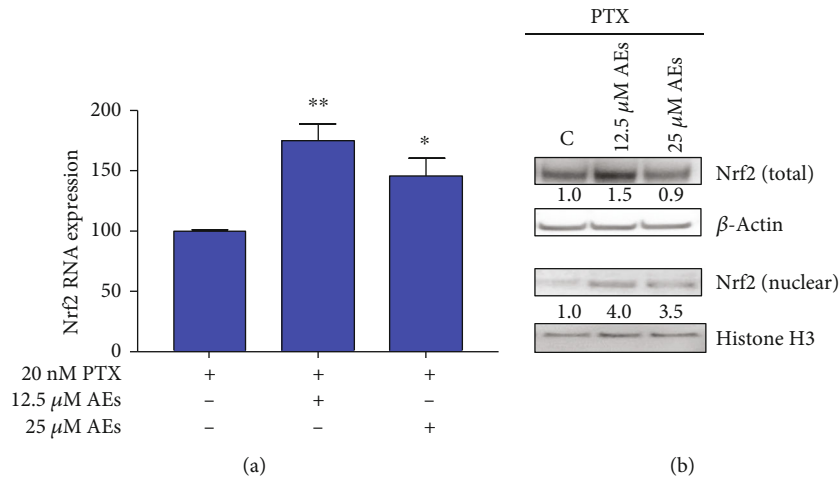 200
150
100
50
0
Nrf2 RNA expression
**
*
20 nM PTX + + +
12.5 μM AEs – + –
25 μM AEs – – +
(a)
PTX
C
12.5 μM AEs
25 μM AEs
Nrf2 (total)
1.0 1.5 0.9
β-Actin
Nrf2 (nuclear)
1.0 4.0 3.5
Histone H3
(b)